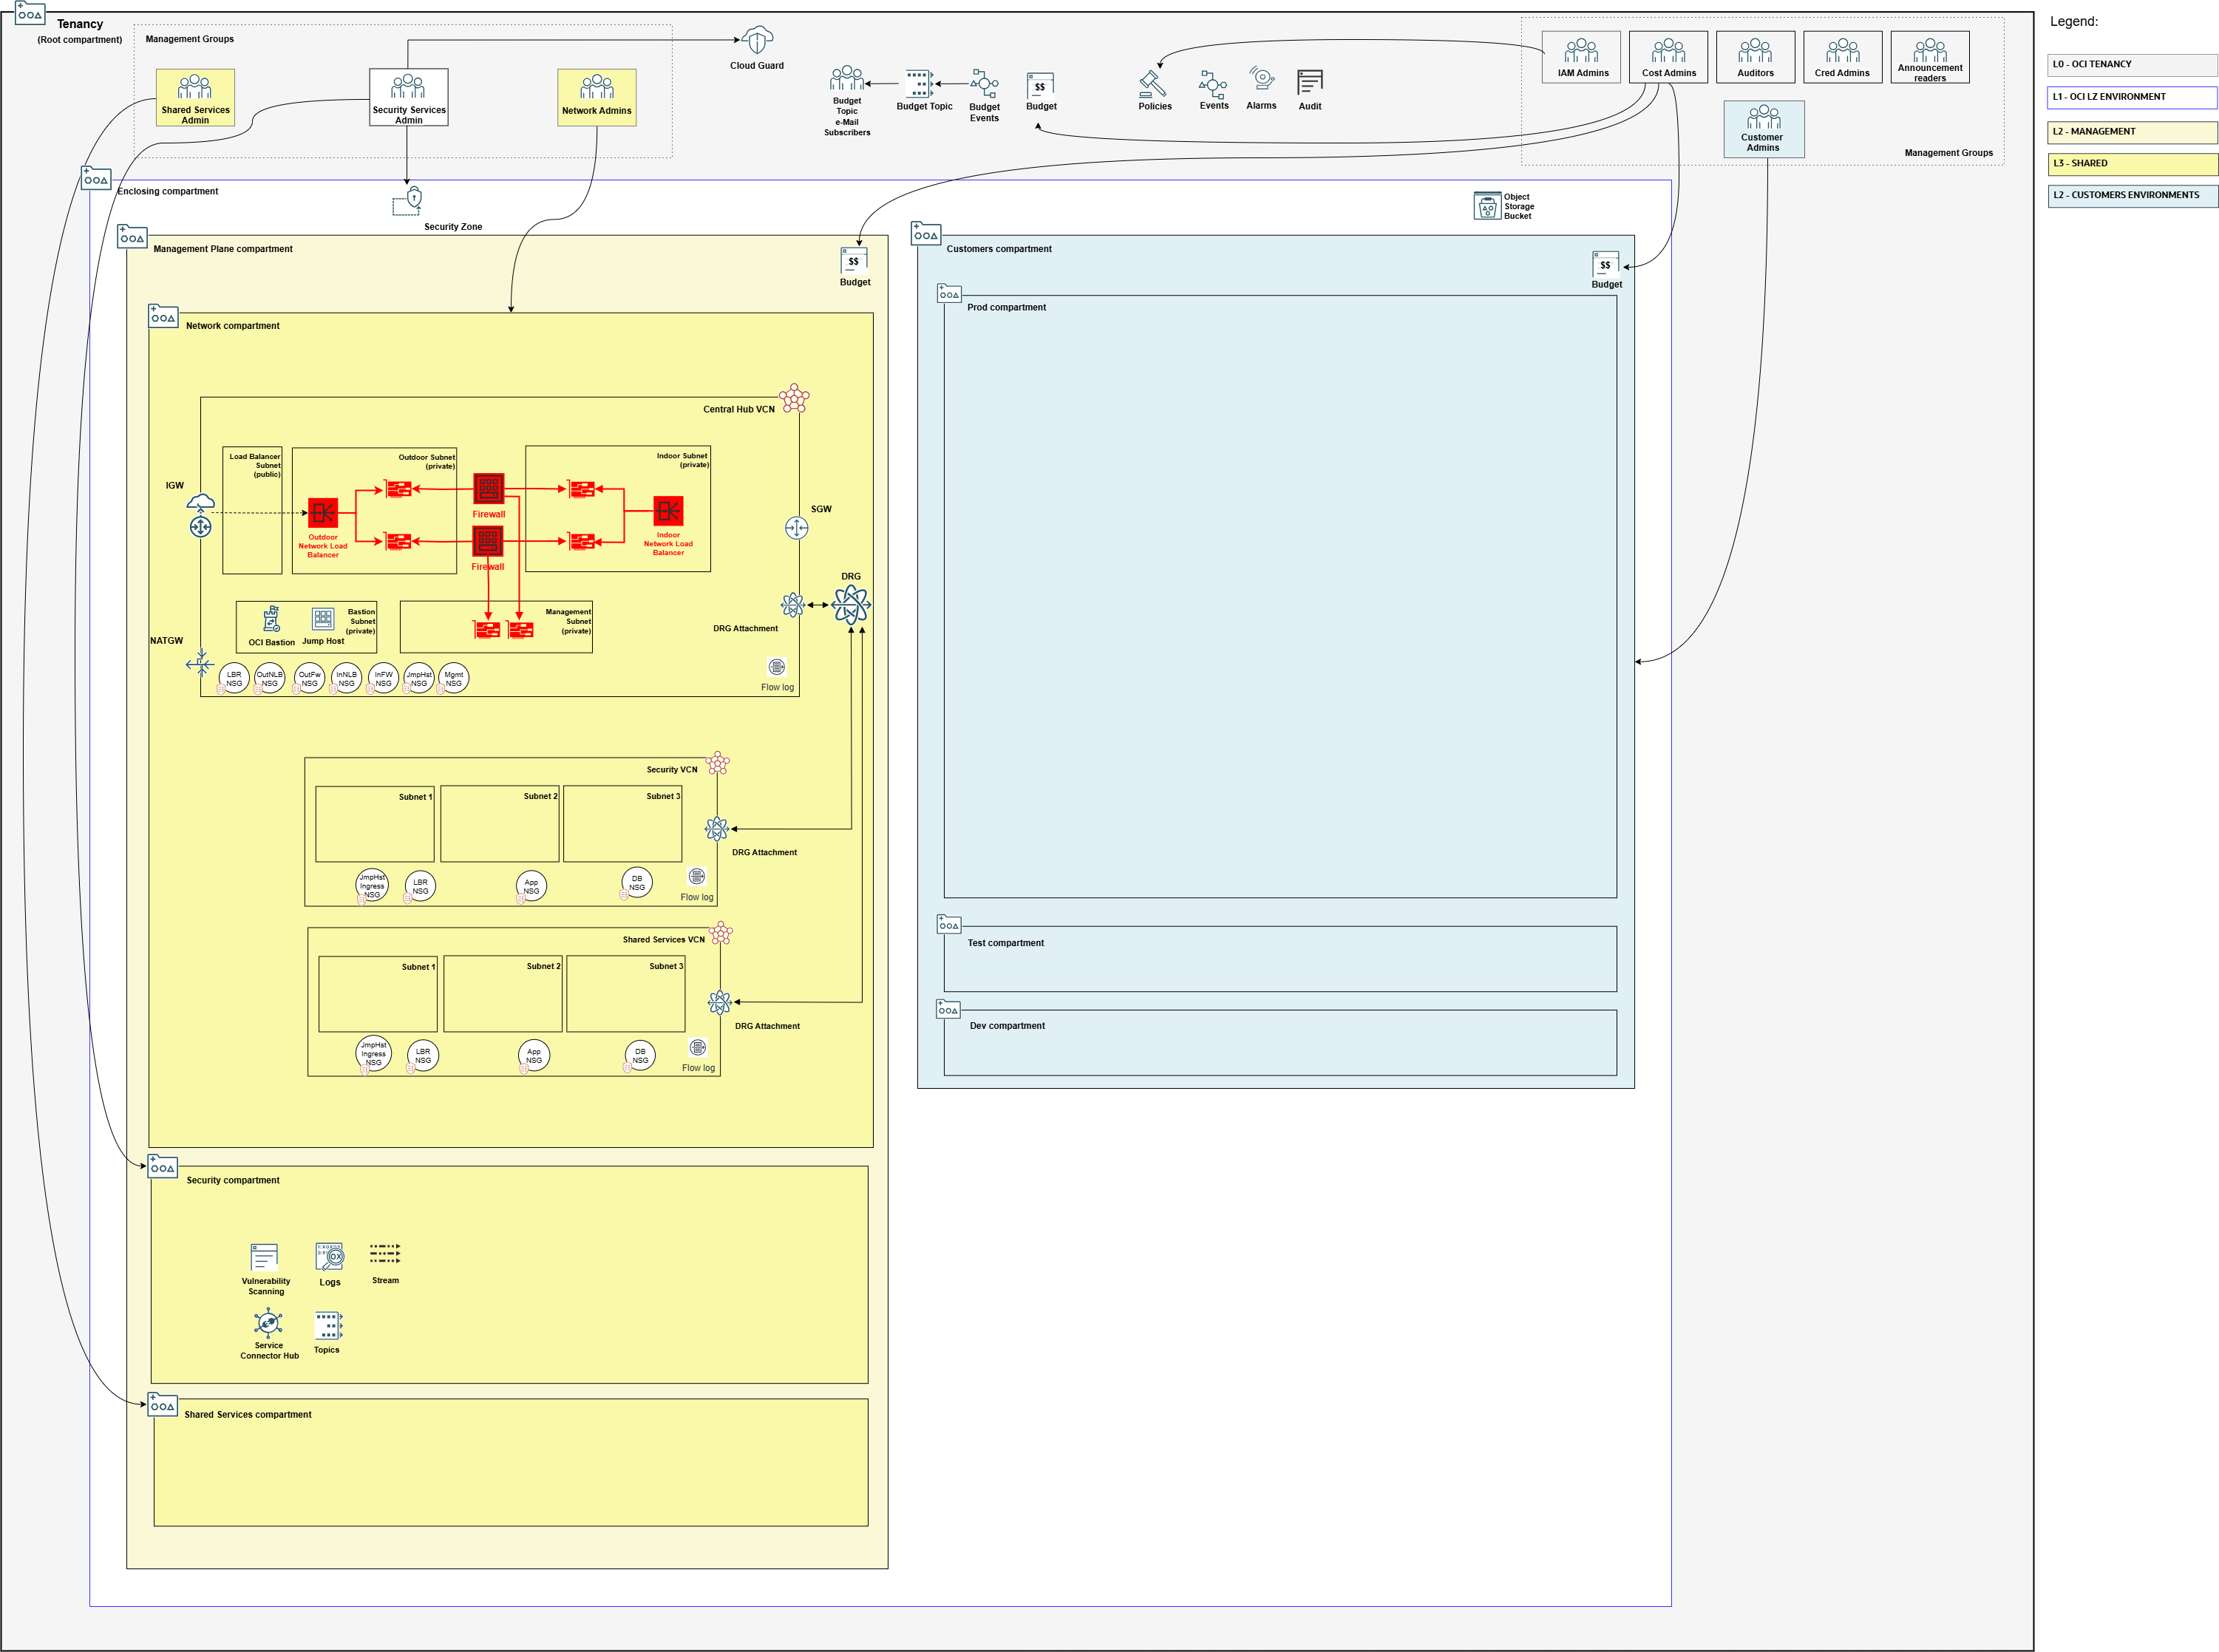 Tenancy
(Root compartment)
Management Groups
Shared Services
Admin
Security Services
Admin
Network Admins
Cloud Guard
Budget
Topic
e-Mail
Subscribers
Budget Topic
Budget
Events
Budget
Policies
Events
Alarms
Audit
IAM Admins
Cost Admins
Auditors
Cred Admins
Announcement
readers
Customer
Admins
Management Groups
Legend:
L0 - OCI TENANCY
L1 - OCI LZ ENVIRONMENT
L2 - MANAGEMENT
L3 - SHARED
L2 - CUSTOMERS ENVIRONMENTS
Enclosing compartment
Security Zone
Object
Storage
Bucket
Management Plane compartment
$$
Budget
Network compartment
Central Hub VCN
Load Balancer
Subnet
(public)
Outdoor Subnet
(private)
Indoor Subnet
(private)
IGW
Firewall
Outdoor
Network Load
Balancer
Firewall
Indoor
Network Load
Balancer
SGW
DRG
DRG Attachment
OCI Bastion
Jump Host
Bastion
Subnet
(private)
Management
Subnet
(private)
NATGW
LBR
NSG
OutNLB
NSG
OutFw
NSG
InNLB
NSG
InFW
NSG
JmpHst
NSG
Mgmt
NSG
Flow log
Security VCN
Subnet 1
Subnet 2
Subnet 3
DRG Attachment
JmpHst
Ingress
NSG
LBR
NSG
App
NSG
DB
NSG
Flow log
Shared Services VCN
Subnet 1
Subnet 2
Subnet 3
DRG Attachment
JmpHst
Ingress
NSG
LBR
NSG
App
NSG
DB
NSG
Flow log
Security compartment
Vulnerability
Scanning
Logs
Stream
Service
Connector Hub
Topics
Shared Services compartment
Customers compartment
$$
Budget
Prod compartment
Test compartment
Dev compartment
$$